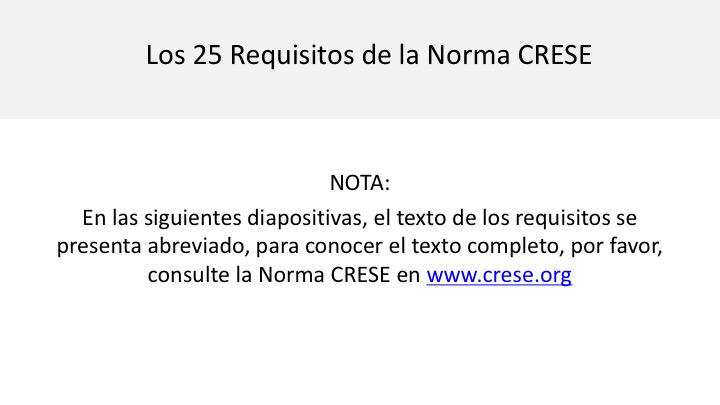 Los 25 Requisitos de la Norma CRESE
NOTA:
En las siguientes diapositivas, el texto de los requisitos se
presenta abreviado, para conocer el texto completo, por favor,
consulte la Norma CRESE en www.crese.org